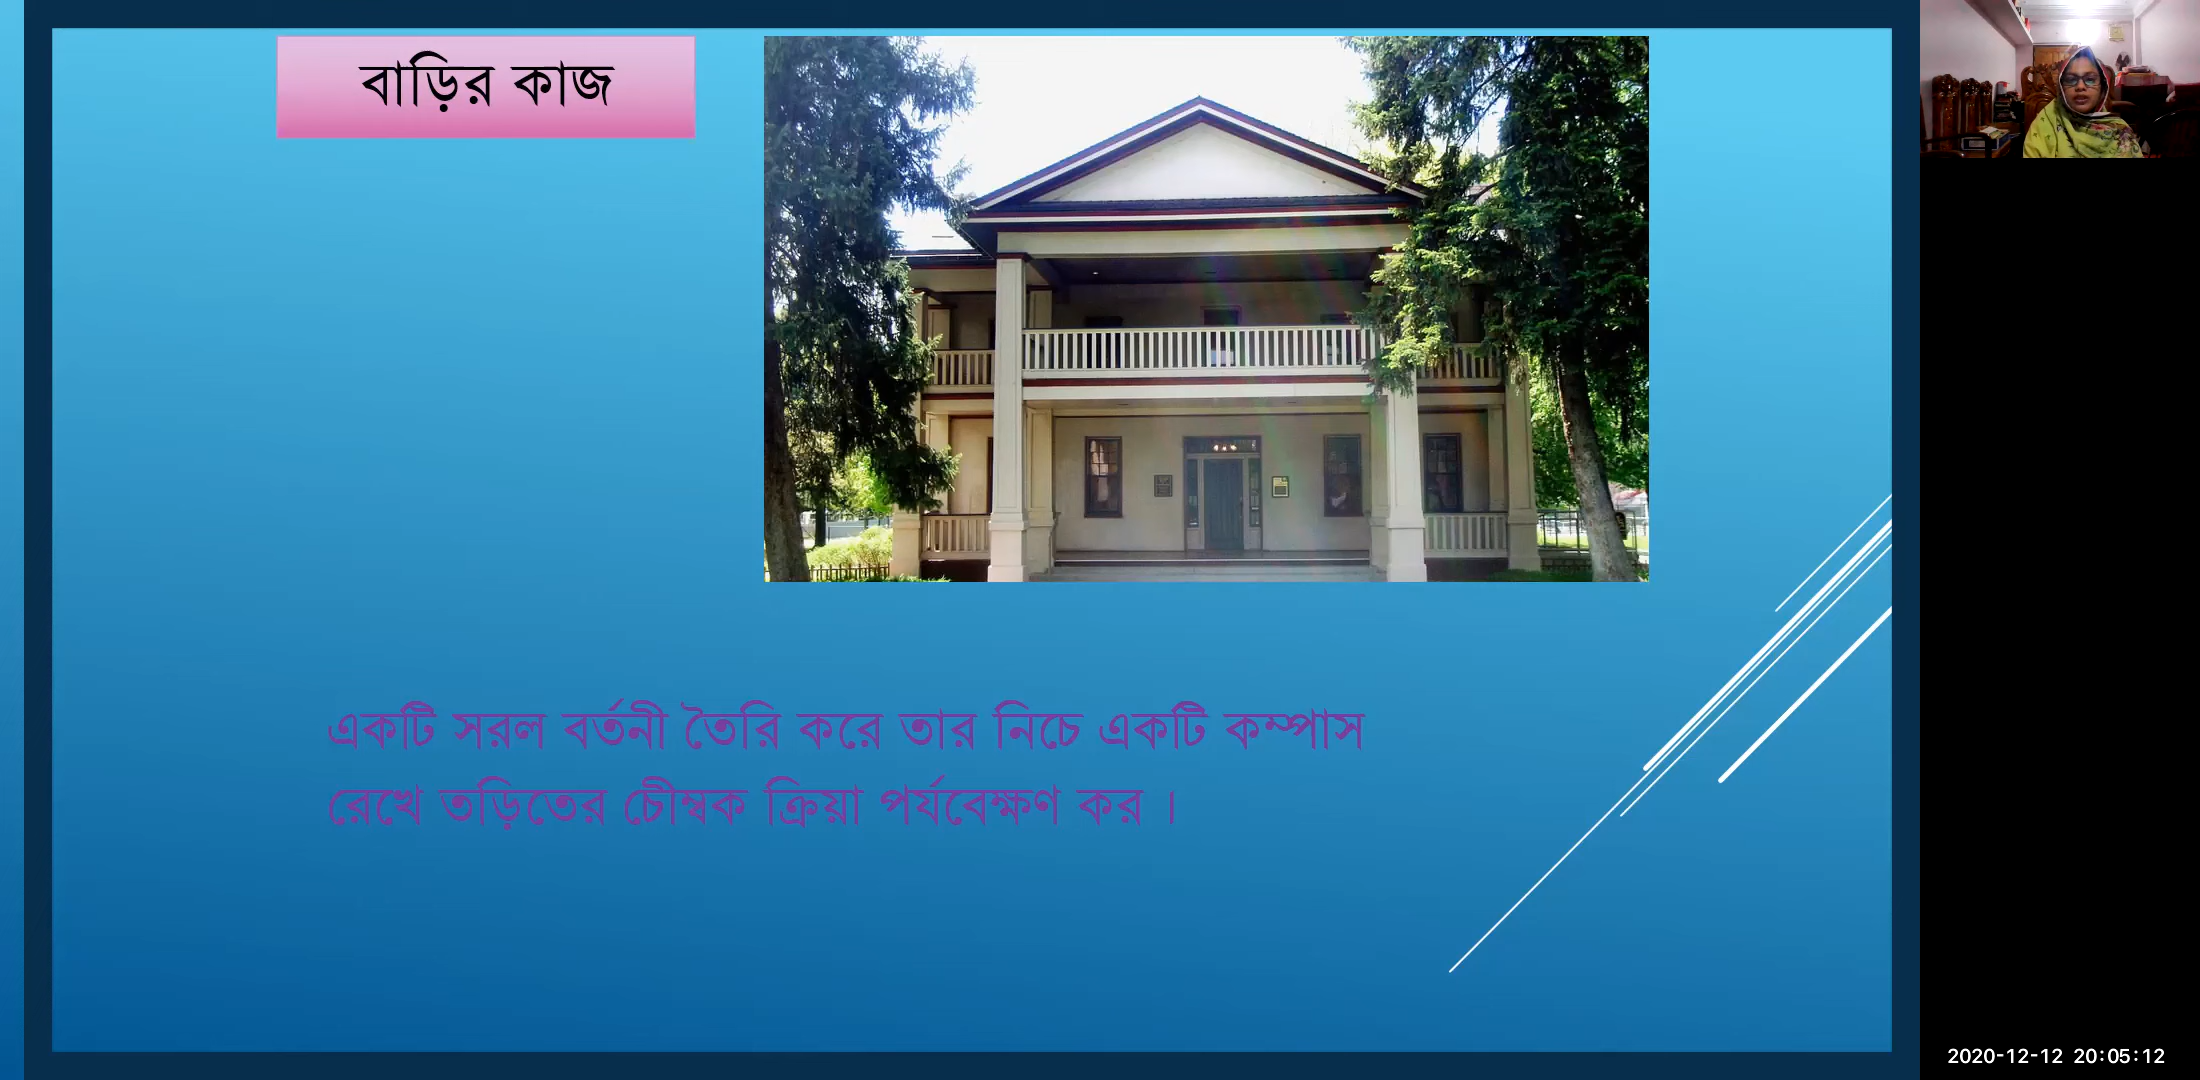 বাড়ির কাজ
একটি সরল বর্তনী তৈরি করে তার নিচে একটি কম্পাস
রেখে তড়িতের চৌম্বক ক্রিয়া পর্যবেক্ষণ কর ।
2020-12-12 20:05:12